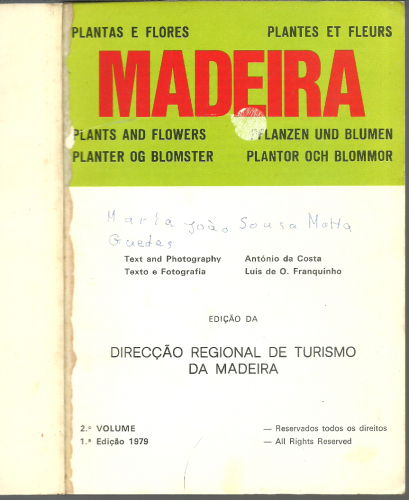 PLANTAS E FLORES PLANTES ET FLEURS
MADEIRA
PLANTS AND FLOWERS PFLANZEN UND BLUMEN
PLANTER OG BLOMSTER PLANTOR OCH BLOMMOR
Maria João Sousa Motta
Guedes
Text and Photography António da Costa
Texto e Fotografia Luís de O. Franquinho
EDIÇÃO DA
DIRECÇÃO REGIONAL DE TURISMO
DA MADEIRA
2.º VOLUME — Reservados todos os direitos
1.ª Edição 1979 — All Rights Reserved